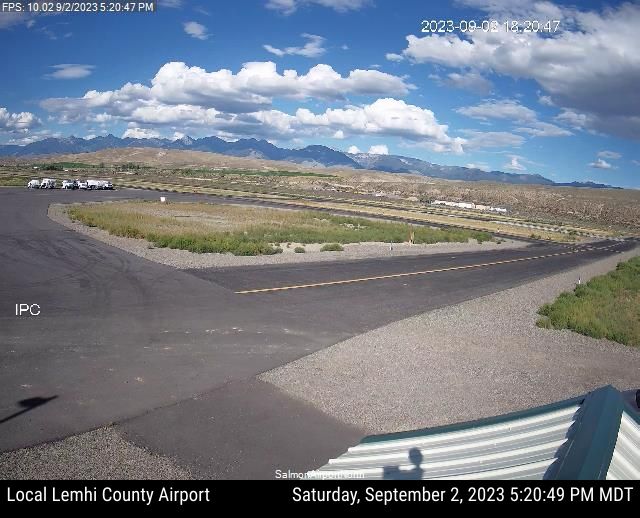 FPS: 10.02 9/2/2023 5:20:47 PM
2023-09-02 18:20:47
IPC
Local Lemhi County Airport
Saturday, September 2, 2023 5:20:49 PM MDT